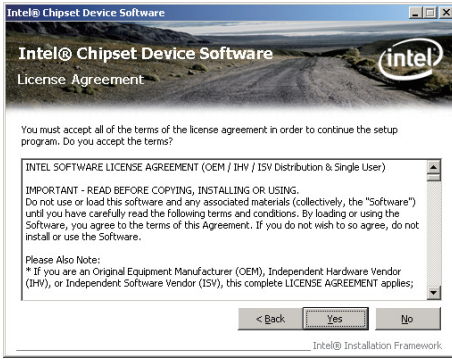 Intel® Chipset Device Software
Intel® Chipset Device Software
License Agreement
intel
You must accept all of the terms of the license agreement in order to continue the setup
program. Do you accept the terms?
INTEL SOFTWARE LICENSE AGREEMENT (OEM / IHV / ISV Distribution & Single User)
IMPORTANT - READ BEFORE COPYING, INSTALLING OR USING.
Do not use or load this software and any associated materials (collectively, the "Software")
until you have carefully read the following terms and conditions. By loading or using the
Software, you agree to the terms of this Agreement. If you do not wish to so agree, do not
install or use the Software.
Please Also Note:
* If you are an Original Equipment Manufacturer (OEM), Independent Hardware Vendor
(IHV), or Independent Software Vendor (ISV), this complete LICENSE AGREEMENT applies;
< Back
Yes
No
Intel® Installation Framework